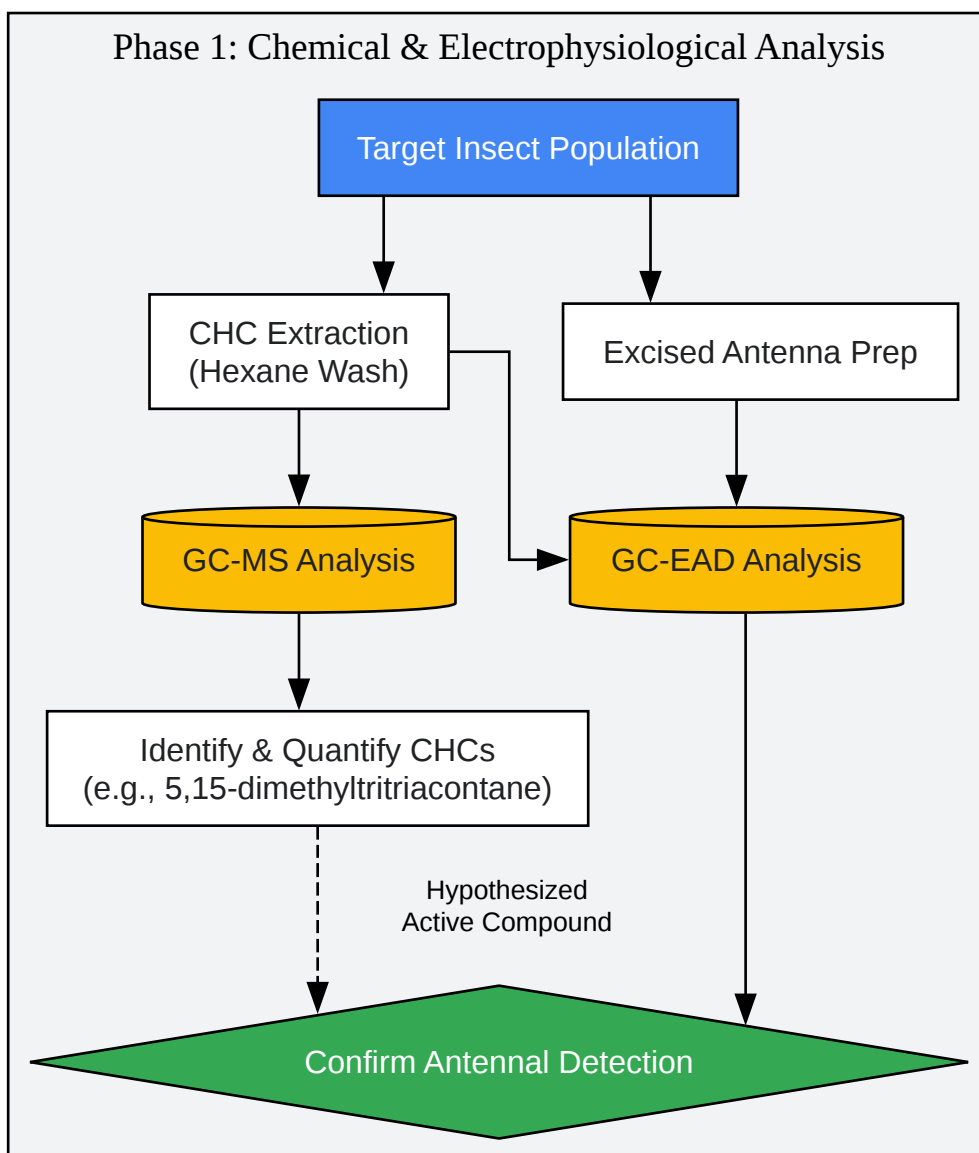 Phase 1: Chemical & Electrophysiological Analysis
Target Insect Population
CHC Extraction
(Hexane Wash)
Excised Antenna Prep
GC-MS Analysis
GC-EAD Analysis
Identify & Quantify CHCs
(e.g., 5,15-dimethyltritriacontane)
Hypothesized
Active Compound
Confirm Antennal Detection